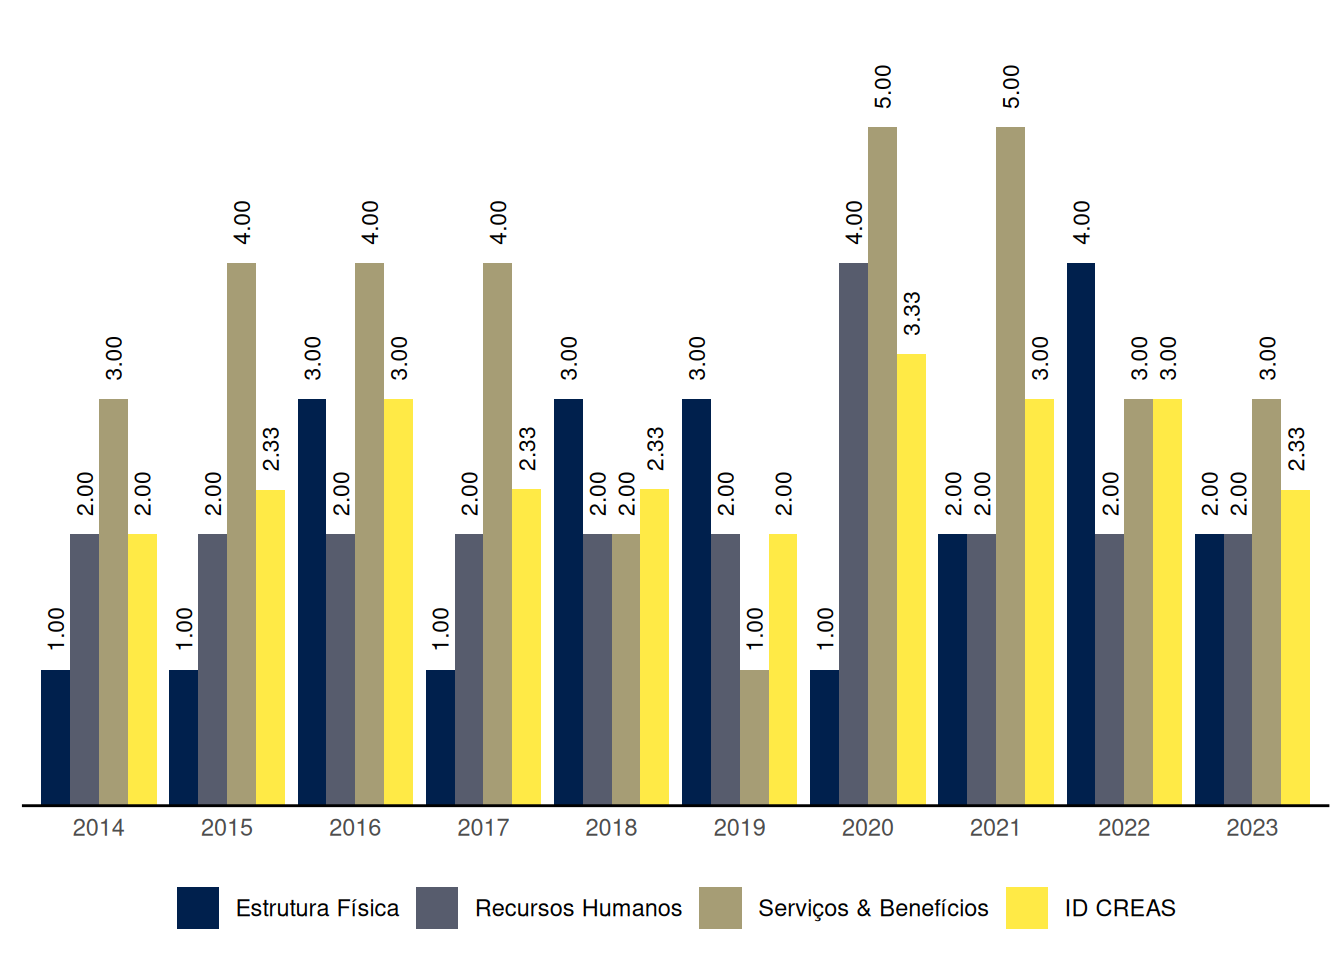 5.00 5.00
4.00 4.00 4.00 4.00 4.00
3.33
3.00 3.00 3.00 3.00 3.00 3.00 3.00 3.00 3.00
2.33 2.33 2.33 2.33
2.00 2.00 2.00 2.00 2.00 2.00 2.00 2.00 2.00 2.00 2.00 2.00 2.00 2.00
1.00 1.00 1.00 1.00 1.00
2014 2015 2016 2017 2018 2019 2020 2021 2022 2023
Estrutura Física Recursos Humanos Serviços & Benefícios ID CREAS